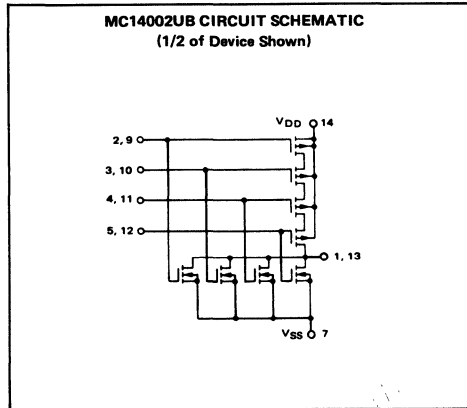 MC14002UB CIRCUIT SCHEMATIC
(1/2 of Device Shown)
VDD 14
2, 9
3, 10
4, 11
5, 12
1, 13
VSS 7